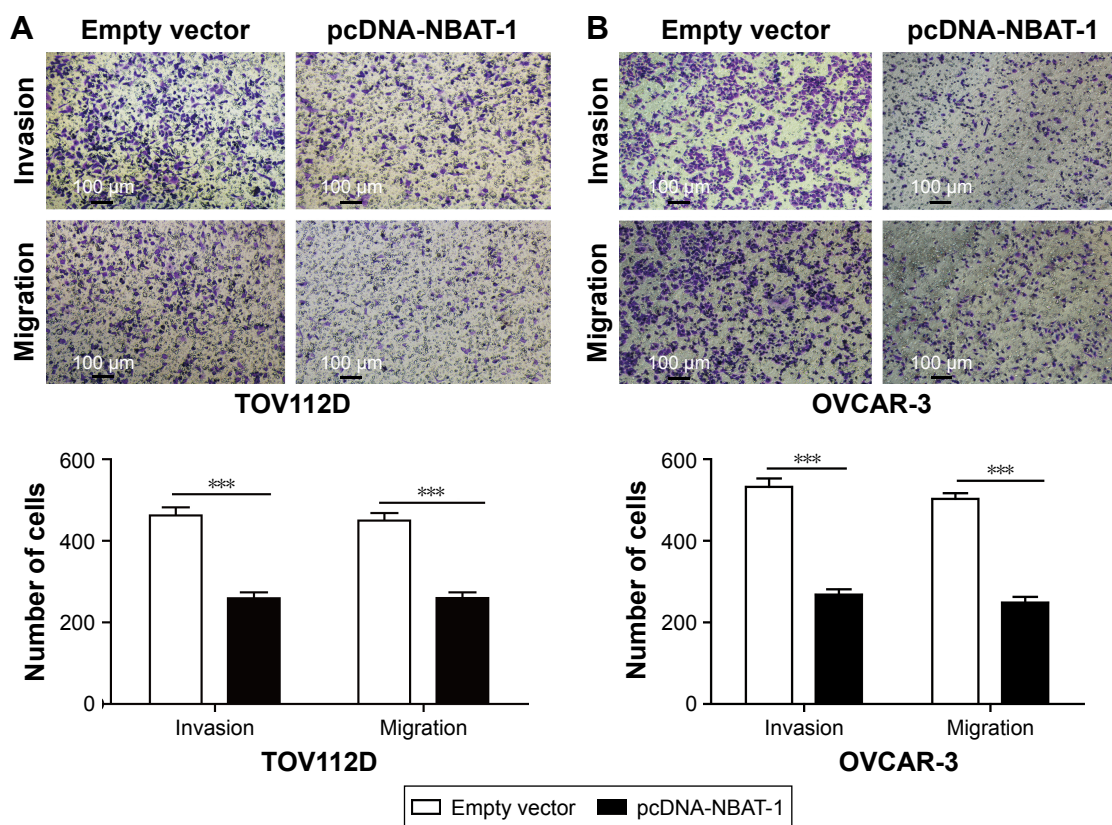 A
Empty vector
pcDNA-NBAT-1
Invasion
100 µm
100 µm
Migration
100 µm
100 µm
TOV112D
Number of cells
600
400
200
0
***
***
Invasion
Migration
TOV112D
B
Empty vector
pcDNA-NBAT-1
Invasion
100 µm
100 µm
Migration
100 µm
100 µm
OVCAR-3
Number of cells
600
400
200
0
***
***
Invasion
Migration
OVCAR-3
Empty vector
pcDNA-NBAT-1